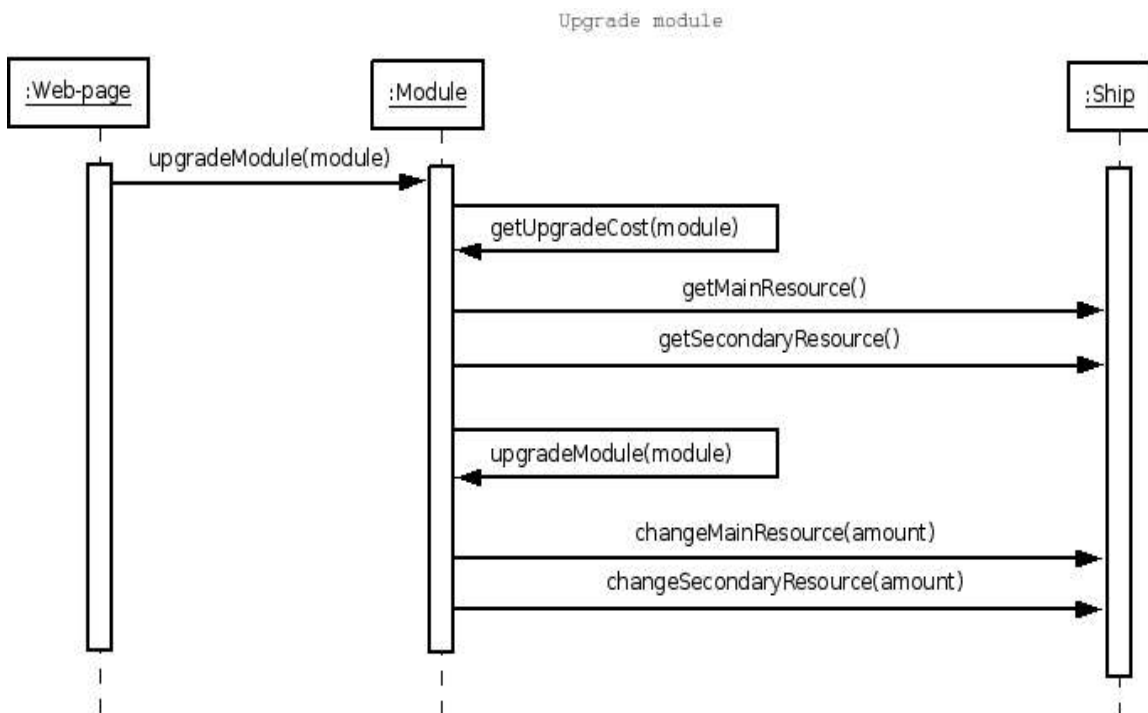 Upgrade module
:Web-page
:Module
:Ship
upgradeModule(module)
getUpgradeCost(module)
getMainResource()
getSecondaryResource()
upgradeModule(module)
changeMainResource(amount)
changeSecondaryResource(amount)